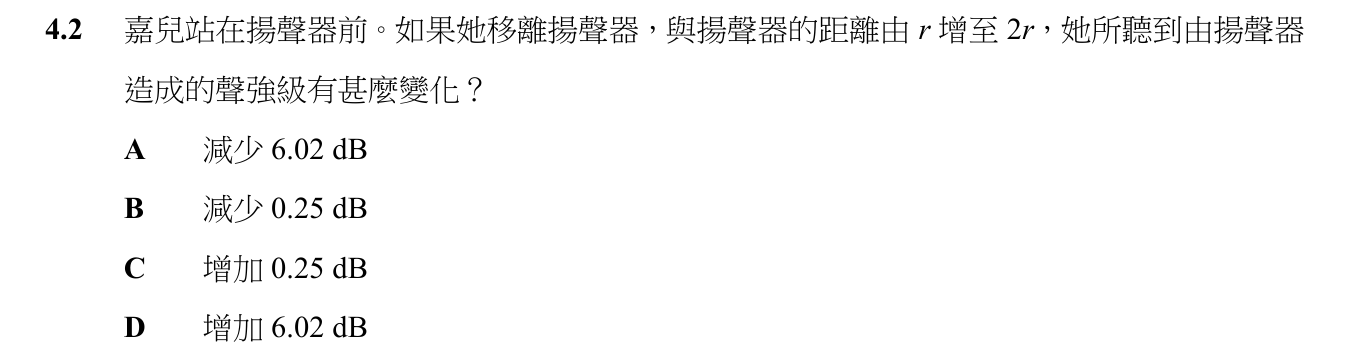 4.2 嘉兒站在揚聲器前。如果她移離揚聲器，與揚聲器的距離由 r 增至 2r，她所聽到由揚聲器
造成的聲強級有甚麼變化？
A 減少 6.02 dB
B 減少 0.25 dB
C 增加 0.25 dB
D 增加 6.02 dB